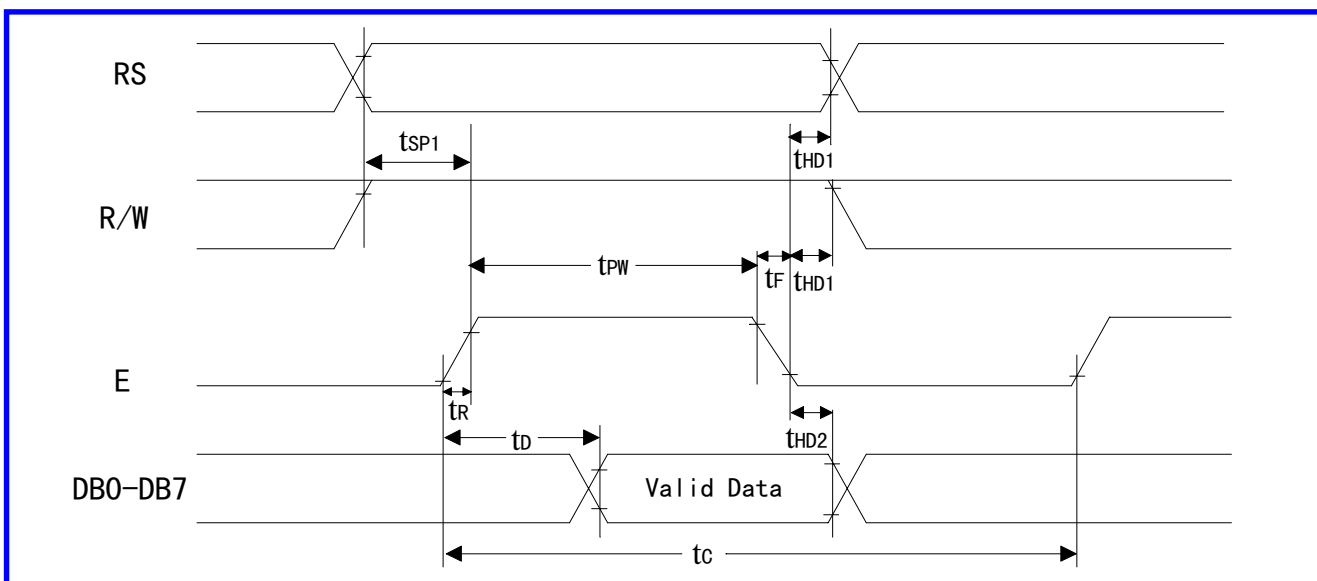 RS
tSP1
tHD1
R/W
tPW
tF
tHD1
E
tR
tD
tHD2
DB0-DB7
Valid Data
tC